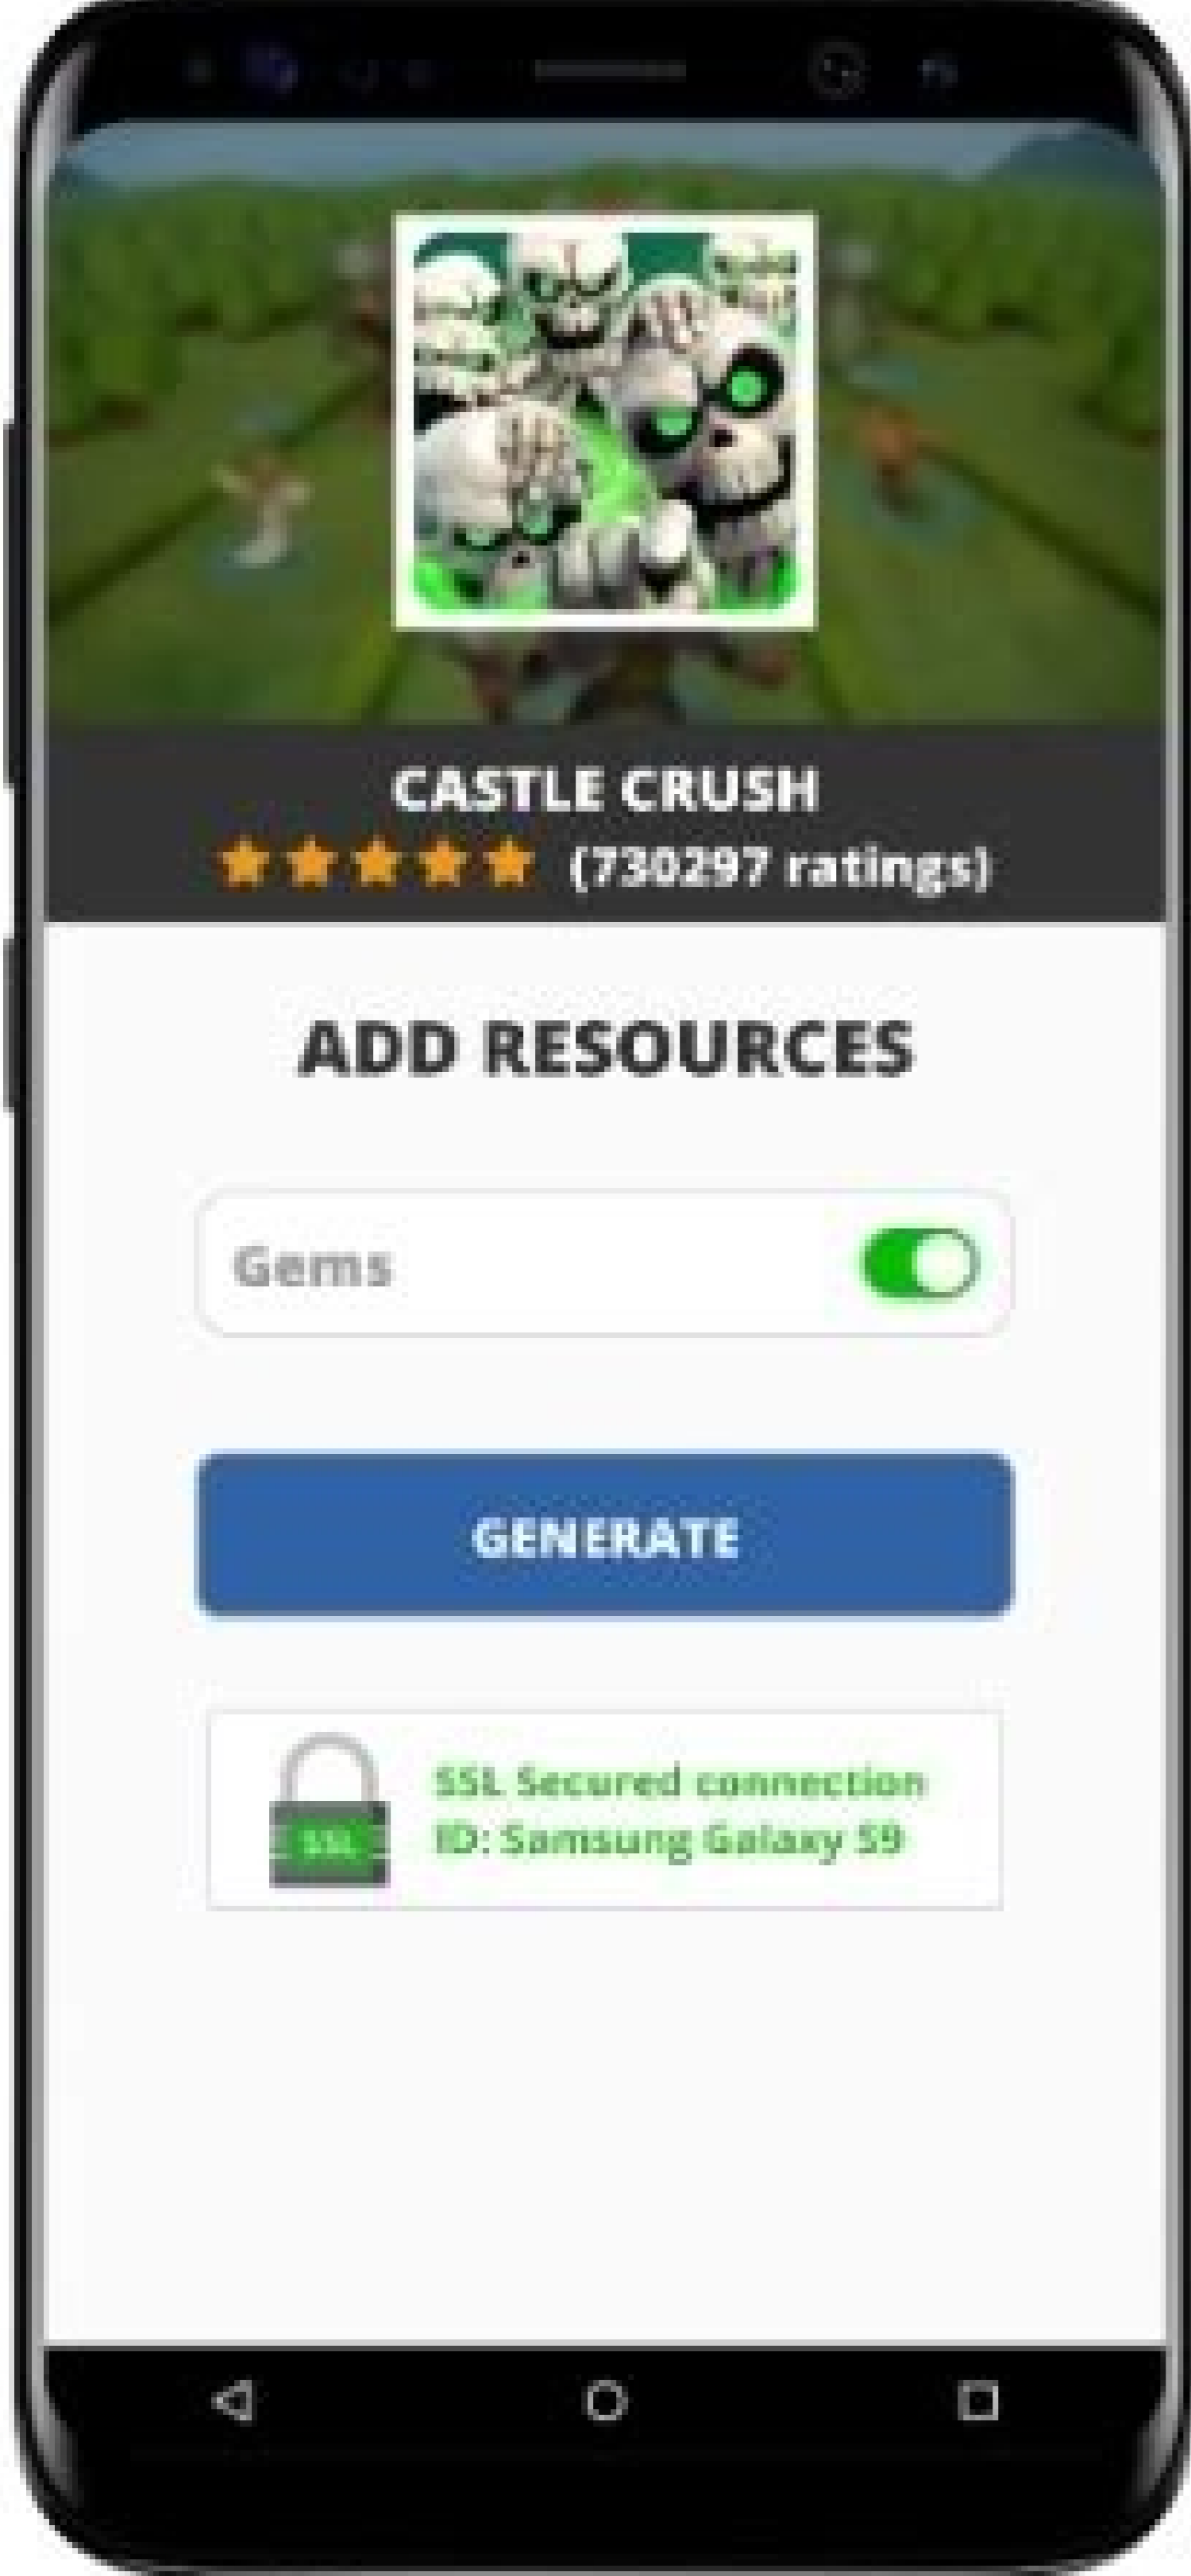 CASTLE CRUSH
(730297 ratings)
ADD RESOURCES
Gems
GENERATE
SSL
SSL Secured connection
ID: Samsung Galaxy S9